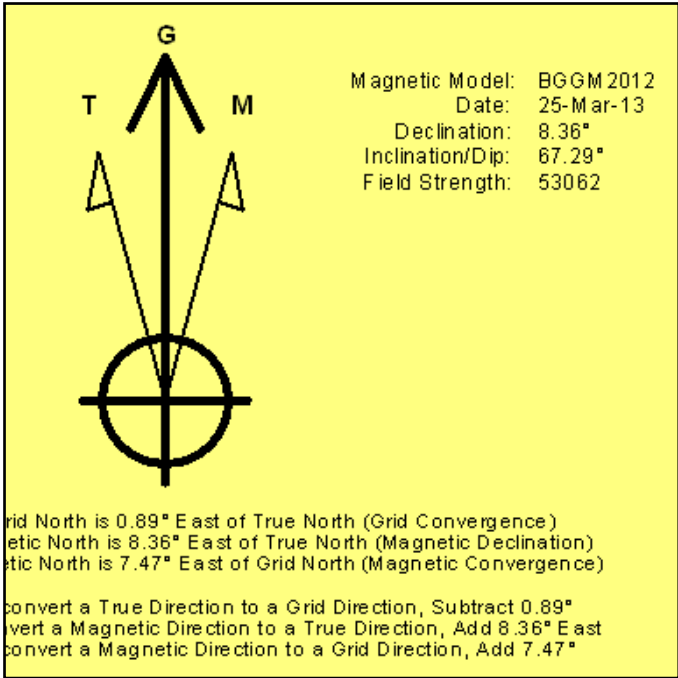 G
T M
Magnetic Model: BGGM2012
Date: 25-Mar-13
Declination: 8.36°
Inclination/Dip: 67.29°
Field Strength: 53062
rid North is 0.89° East of True North (Grid Convergence)
etic North is 8.36° East of True North (Magnetic Declination)
etic North is 7.47° East of Grid North (Magnetic Convergence)
convert a True Direction to a Grid Direction, Subtract 0.89°
vert a Magnetic Direction to a True Direction, Add 8.36° East
convert a Magnetic Direction to a Grid Direction, Add 7.47°